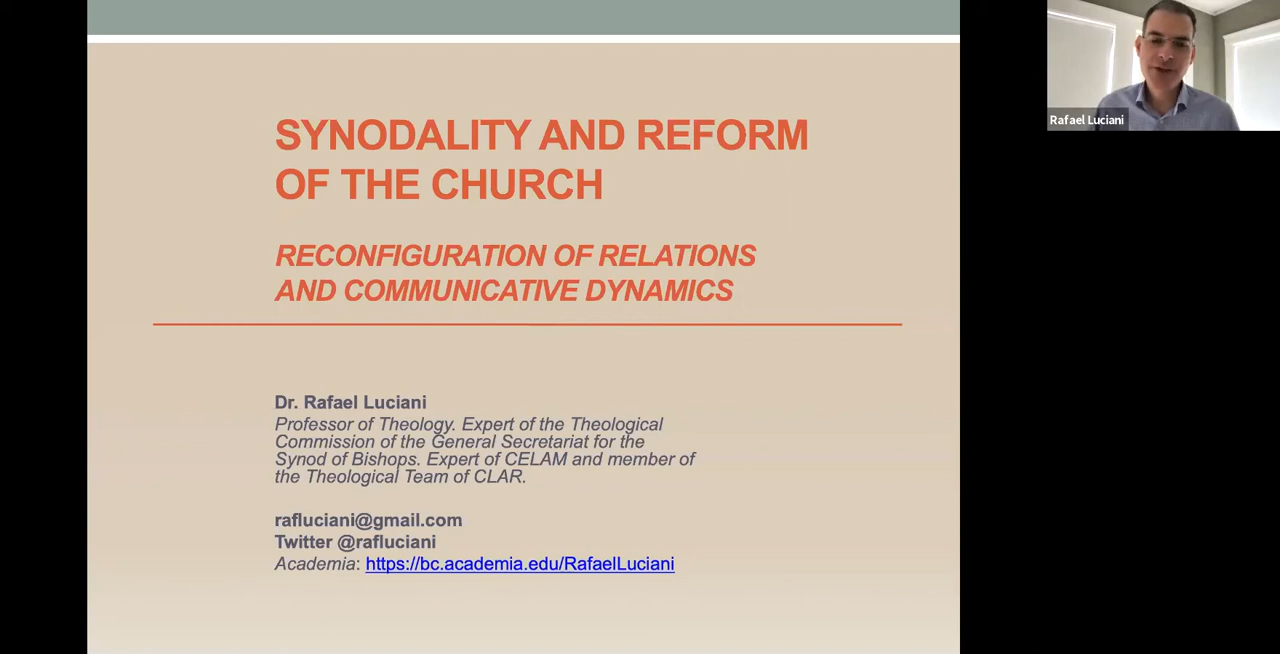 SYNODALITY AND REFORM
OF THE CHURCH
RECONFIGURATION OF RELATIONS
AND COMMUNICATIVE DYNAMICS
Dr. Rafael Luciani
Professor of Theology. Expert of the Theological
Commission of the General Secretariat for the
Synod of Bishops. Expert of CELAM and member of
the Theological Team of CLAR.
rafluciani@gmail.com
Twitter @rafluciani
Academia: https://bc.academia.edu/RafaelLuciani
Rafael Luciani